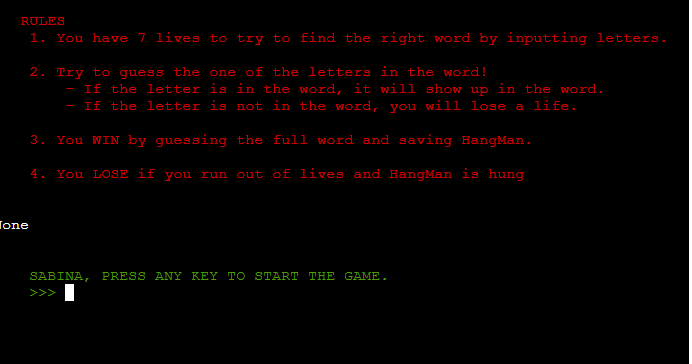 RULES
1. You have 7 lives to try to find the right word by inputting letters.
2. Try to guess the one of the letters in the word!
- If the letter is in the word, it will show up in the word.
- If the letter is not in the word, you will lose a life.
3. You WIN by guessing the full word and saving HangMan.
4. You LOSE if you run out of lives and HangMan is hung
None
SABINA, PRESS ANY KEY TO START THE GAME.
>>>